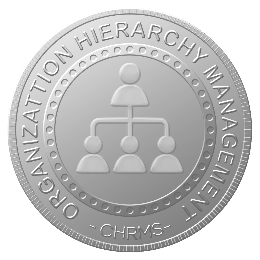 ORGANIZATTION HIERARCHY MANAGEMENT
-CHRMS-